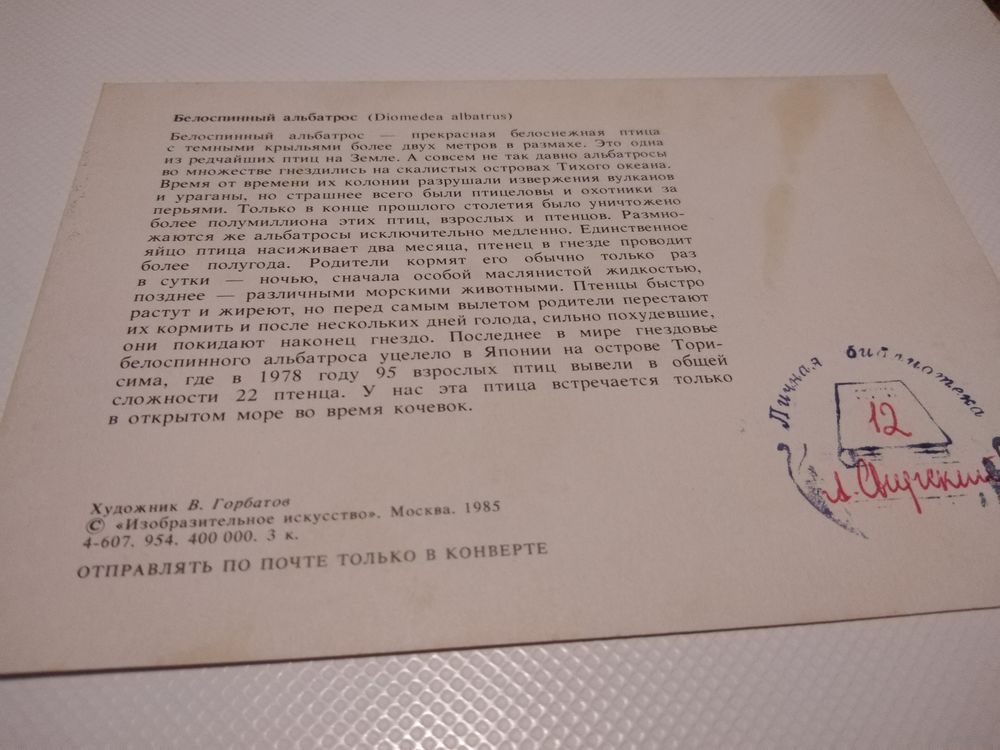 Белоспинный альбатрос (Diomedea albatrus)
Белоспинный альбатрос — прекрасная белоснежная птица
с темными крыльями более двух метров в размахе. Это одна
из редчайших птиц на Земле. А совсем не так давно альбатросы
во множестве гнездились на скалистых островах Тихого океана.
Время от времени их колонии разрушали извержения вулканов
и ураганы, но страшнее всего были птицеловы и охотники за
перьями. Только в конце прошлого столетия было уничтожено
более полумиллиона этих птиц, взрослых и птенцов. Размно-
жаются же альбатросы исключительно медленно. Единственное
яйцо птица насиживает два месяца, птенец в гнезде проводит
более полугода. Родители кормят его обычно только раз
в сутки — ночью, сначала особой маслянистой жидкостью,
позднее — различными морскими животными. Птенцы быстро
растут и жиреют, но перед самым вылетом родители перестают
их кормить и после нескольких дней голода, сильно похудевшие,
они покидают наконец гнездо. Последнее в мире гнездовье
белоспинного альбатроса уцелело в Японии на острове Тори-
сима, где в 1978 году 95 взрослых птиц вывели в общей
сложности 22 птенца. У нас эта птица встречается только
в открытом море во время кочевок.
Личная библиотека
12
Художник В. Горбатов
© «Изобразительное искусство». Москва. 1985
4-607. 954. 400 000. 3 к.
ОТПРАВЛЯТЬ ПО ПОЧТЕ ТОЛЬКО В КОНВЕРТЕ